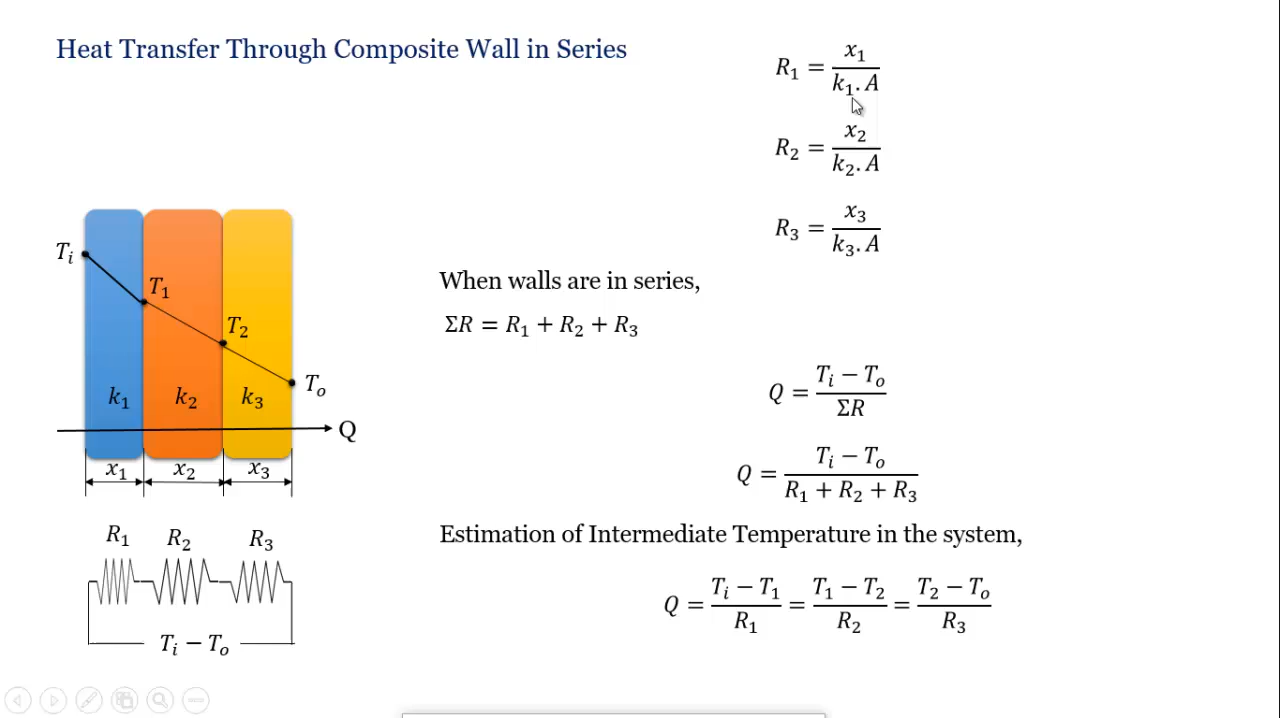 Heat Transfer Through Composite Wall in Series
R₁ = x₁ / k₁. A
R₂ = x₂ / k₂. A
R₃ = x₃ / k₃. A
Tᵢ
T₁
T₂
Tₒ
k₁ k₂ k₃
Q
x₁ x₂ x₃
R₁ R₂ R₃
Tᵢ − Tₒ
When walls are in series,
ΣR = R₁ + R₂ + R₃
Q = Tᵢ − Tₒ / ΣR
Q = Tᵢ − Tₒ / R₁ + R₂ + R₃
Estimation of Intermediate Temperature in the system,
Q = Tᵢ − T₁ / R₁ = T₁ − T₂ / R₂ = T₂ − Tₒ / R₃